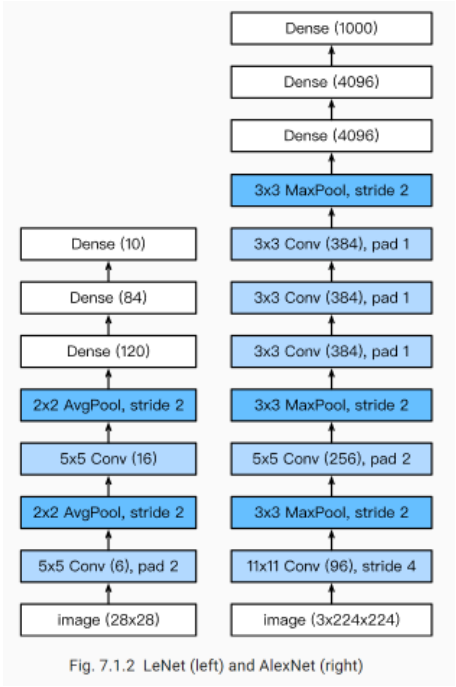 Dense (1000)
Dense (4096)
Dense (4096)
3x3 MaxPool, stride 2
3x3 Conv (384), pad 1
3x3 Conv (384), pad 1
3x3 Conv (384), pad 1
3x3 MaxPool, stride 2
5x5 Conv (256), pad 2
3x3 MaxPool, stride 2
11x11 Conv (96), stride 4
image (3x224x224)
Dense (10)
Dense (84)
Dense (120)
2x2 AvgPool, stride 2
5x5 Conv (16)
2x2 AvgPool, stride 2
5x5 Conv (6), pad 2
image (28x28)
Fig. 7.1.2 LeNet (left) and AlexNet (right)